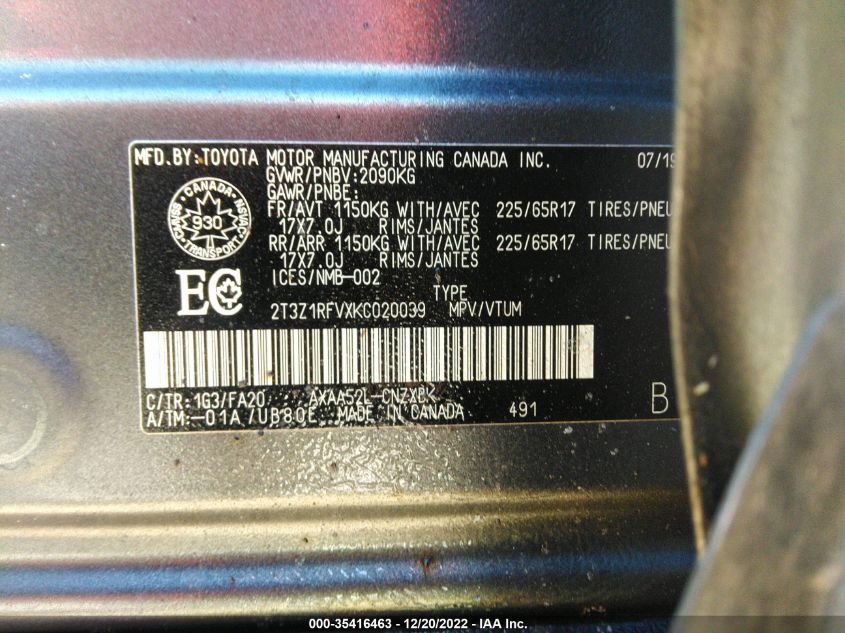 MFD.BY:TOYOTA MOTOR MANUFACTURING CANADA INC. 07/19
GVWR/PNBV:2090KG
GAWR/PNBE:
FR/AVT 1150KG WITH/AVEC 225/65R17 TIRES/PNEU
17X7.0J RIMS/JANTES
RR/ARR 1150KG WITH/AVEC 225/65R17 TIRES/PNEU
17X7.0J RIMS/JANTES
ICES/NMB-002
CANADA
930
TRANSPORT
EC
TYPE
2T3Z1RFVXKC020039 MPV/VTUM
C/TR:1G3/FA20 AXAA52L-CNZXBK
A/TM:-01A/UB80E MADE IN CANADA 491 B
000-35416463 - 12/20/2022 - IAA Inc.